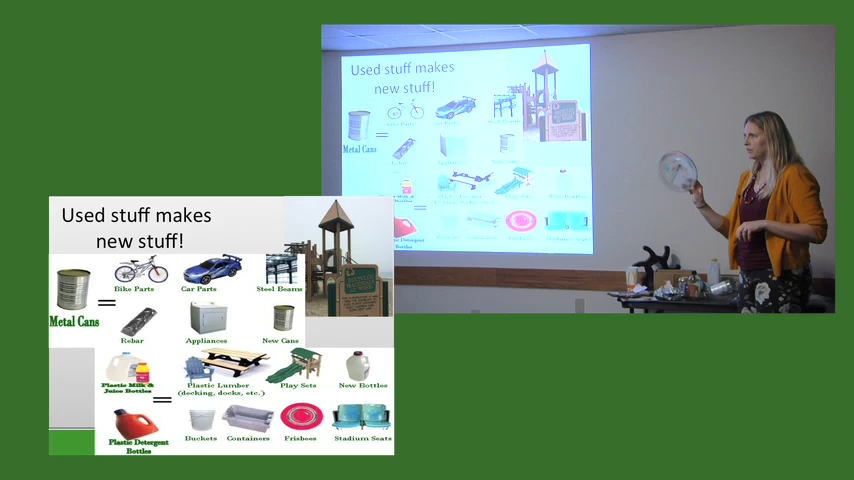 Used stuff makes
new stuff!
Metal Cans
=
Bike Parts
Car Parts
Steel Beams
Rebar
Appliances
New Cans
Plastic Milk &
Juice Bottles
=
Plastic Lumber
(decking, docks, etc.)
Play Sets
New Bottles
Plastic Detergent
Bottles
Buckets
Containers
Frisbees
Stadium Seats
Used stuff makes
new stuff!
Metal Cans
=